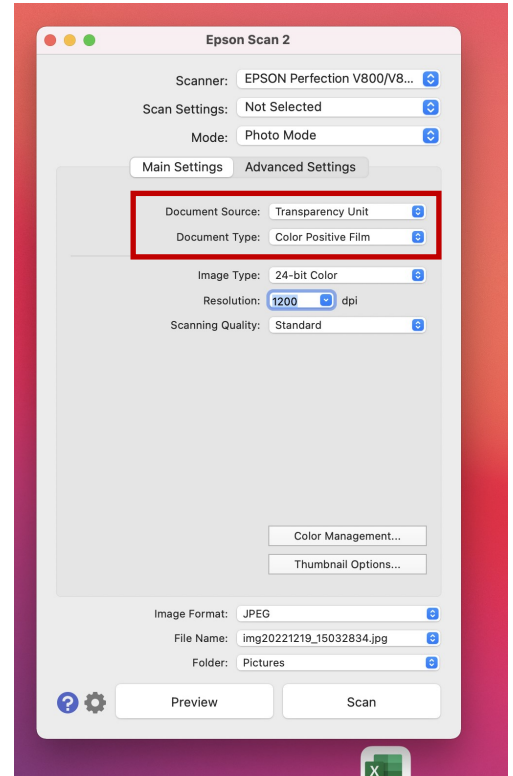 Epson Scan 2
Scanner: EPSON Perfection V800/V8...
Scan Settings: Not Selected
Mode: Photo Mode
Main Settings Advanced Settings
Document Source: Transparency Unit
Document Type: Color Positive Film
Image Type: 24-bit Color
Resolution: 1200 dpi
Scanning Quality: Standard
Color Management...
Thumbnail Options...
Image Format: JPEG
File Name: img20221219_15032834.jpg
Folder: Pictures
? Preview Scan
X